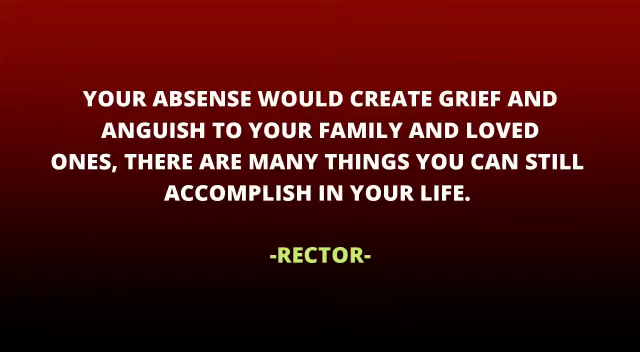 YOUR ABSENSE WOULD CREATE GRIEF AND
ANGUISH TO YOUR FAMILY AND LOVED
ONES, THERE ARE MANY THINGS YOU CAN STILL
ACCOMPLISH IN YOUR LIFE.
-RECTOR-